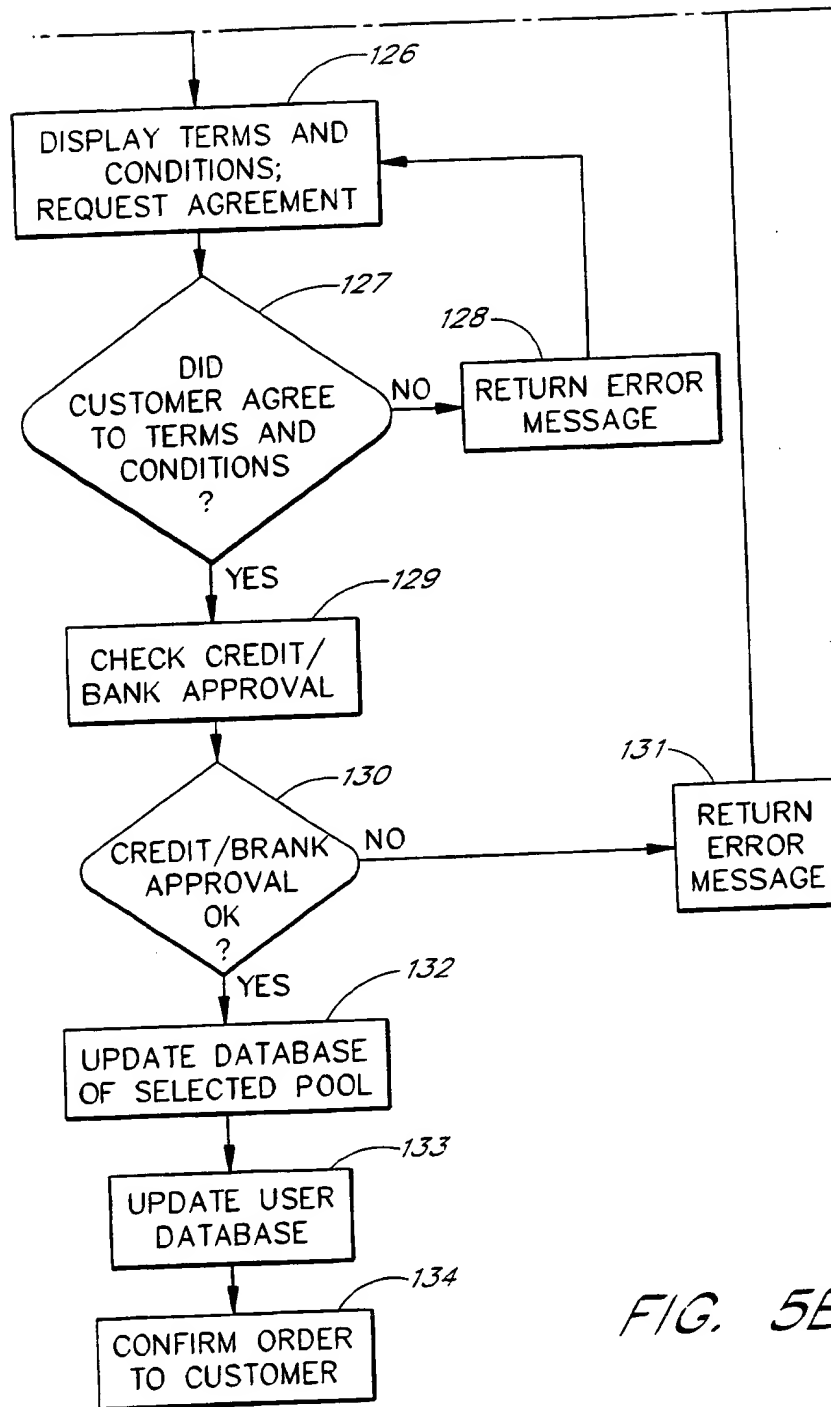 126
DISPLAY TERMS AND
CONDITIONS;
REQUEST AGREEMENT
127
DID
CUSTOMER AGREE
TO TERMS AND
CONDITIONS
?
NO
128
RETURN ERROR
MESSAGE
YES
129
CHECK CREDIT/
BANK APPROVAL
130
CREDIT/BRANK
APPROVAL
OK
?
NO
131
RETURN
ERROR
MESSAGE
YES
132
UPDATE DATABASE
OF SELECTED POOL
133
UPDATE USER
DATABASE
134
CONFIRM ORDER
TO CUSTOMER
FIG. 5B